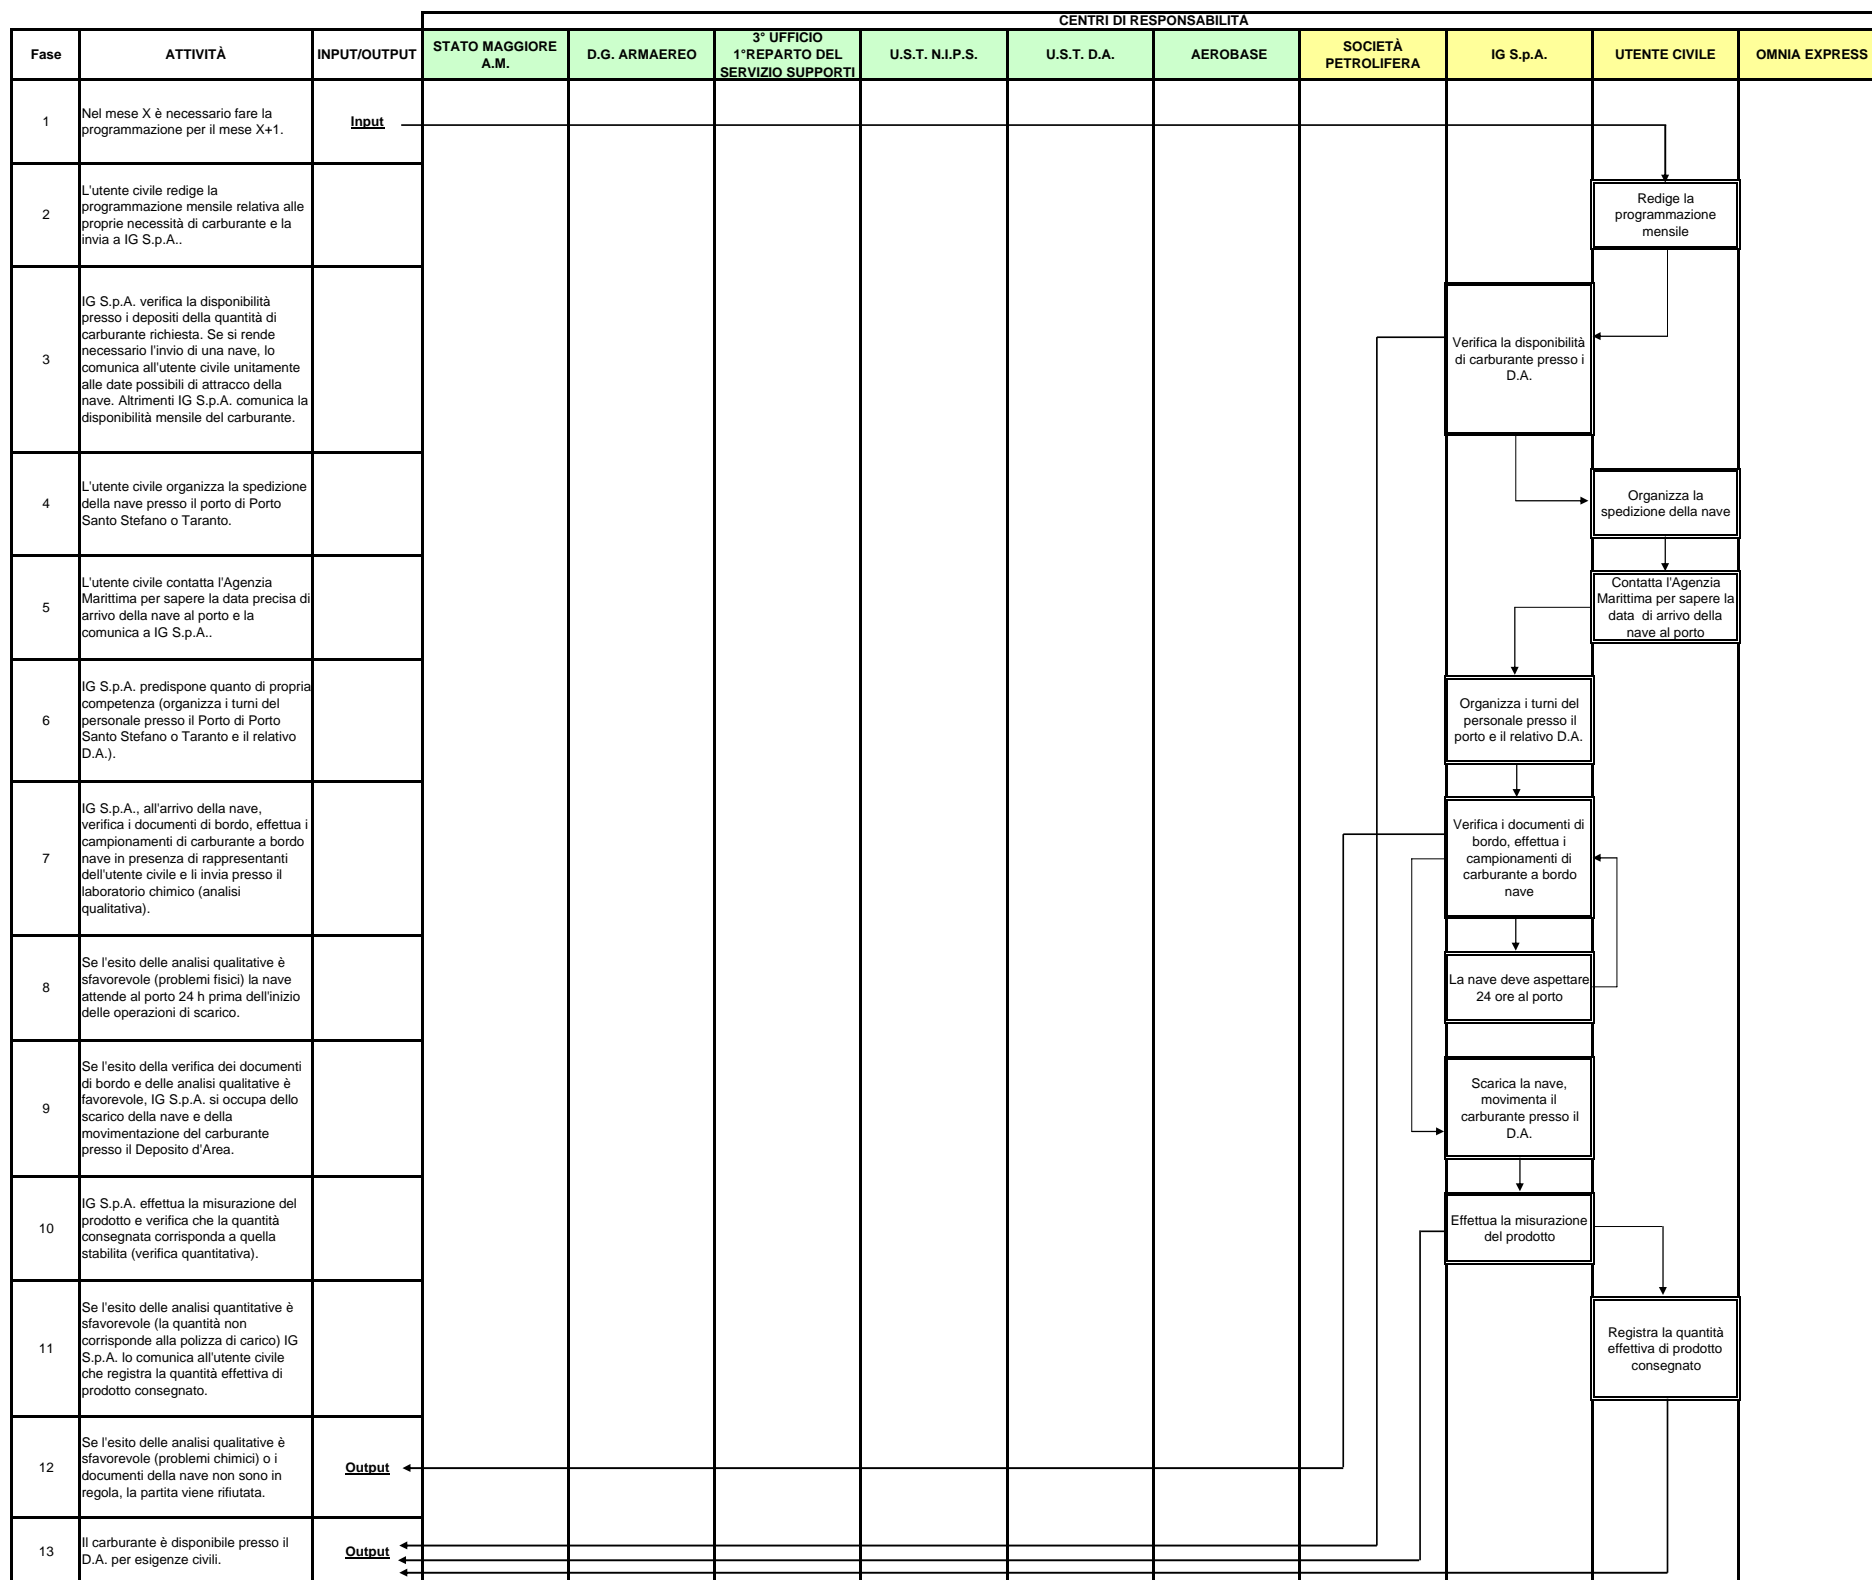 CENTRI DI RESPONSABILITÀ
Fase
ATTIVITÀ
INPUT/OUTPUT
STATO MAGGIORE
A.M.
D.G. ARMAEREO
3° UFFICIO
1°REPARTO DEL
SERVIZIO SUPPORTI
U.S.T. N.I.P.S.
U.S.T. D.A.
AEROBASE
SOCIETÀ
PETROLIFERA
IG S.p.A.
UTENTE CIVILE
OMNIA EXPRESS
1
Nel mese X è necessario fare la
programmazione per il mese X+1.
Input
2
L'utente civile redige la
programmazione mensile relativa alle
proprie necessità di carburante e la
invia a IG S.p.A..
Redige la
programmazione
mensile
3
IG S.p.A. verifica la disponibilità
presso i depositi della quantità di
carburante richiesta. Se si rende
necessario l'invio di una nave, lo
comunica all'utente civile unitamente
alle date possibili di attracco della
nave. Altrimenti IG S.p.A. comunica la
disponibilità mensile del carburante.
Verifica la disponibilità
di carburante presso i
D.A.
4
L'utente civile organizza la spedizione
della nave presso il porto di Porto
Santo Stefano o Taranto.
Organizza la
spedizione della nave
5
L'utente civile contatta l'Agenzia
Marittima per sapere la data precisa di
arrivo della nave al porto e la
comunica a IG S.p.A..
Contatta l'Agenzia
Marittima per sapere la
data  di arrivo della
nave al porto
6
IG S.p.A. predispone quanto di propria
competenza (organizza i turni del
personale presso il Porto di Porto
Santo Stefano o Taranto e il relativo
D.A.).
Organizza i turni del
personale presso il
porto e il relativo D.A.
7
IG S.p.A., all'arrivo della nave,
verifica i documenti di bordo, effettua i
campionamenti di carburante a bordo
nave in presenza di rappresentanti
dell'utente civile e li invia presso il
laboratorio chimico (analisi
qualitativa).
Verifica i documenti di
bordo, effettua i
campionamenti di
carburante a bordo
nave
8
Se l'esito delle analisi qualitative è
sfavorevole (problemi fisici) la nave
attende al porto 24 h prima dell'inizio
delle operazioni di scarico.
La nave deve aspettare
24 ore al porto
9
Se l'esito della verifica dei documenti
di bordo e delle analisi qualitative è
favorevole, IG S.p.A. si occupa dello
scarico della nave e della
movimentazione del carburante
presso il Deposito d'Area.
Scarica la nave,
movimenta il
carburante presso il
D.A.
10
IG S.p.A. effettua la misurazione del
prodotto e verifica che la quantità
consegnata corrisponda a quella
stabilita (verifica quantitativa).
Effettua la misurazione
del prodotto
11
Se l'esito delle analisi quantitative è
sfavorevole (la quantità non
corrisponde alla polizza di carico) IG
S.p.A. lo comunica all'utente civile
che registra la quantità effettiva di
prodotto consegnato.
Registra la quantità
effettiva di prodotto
consegnato
12
Se l'esito delle analisi qualitative è
sfavorevole (problemi chimici) o i
documenti della nave non sono in
regola, la partita viene rifiutata.
Output
13
Il carburante è disponibile presso il
D.A. per esigenze civili.
Output